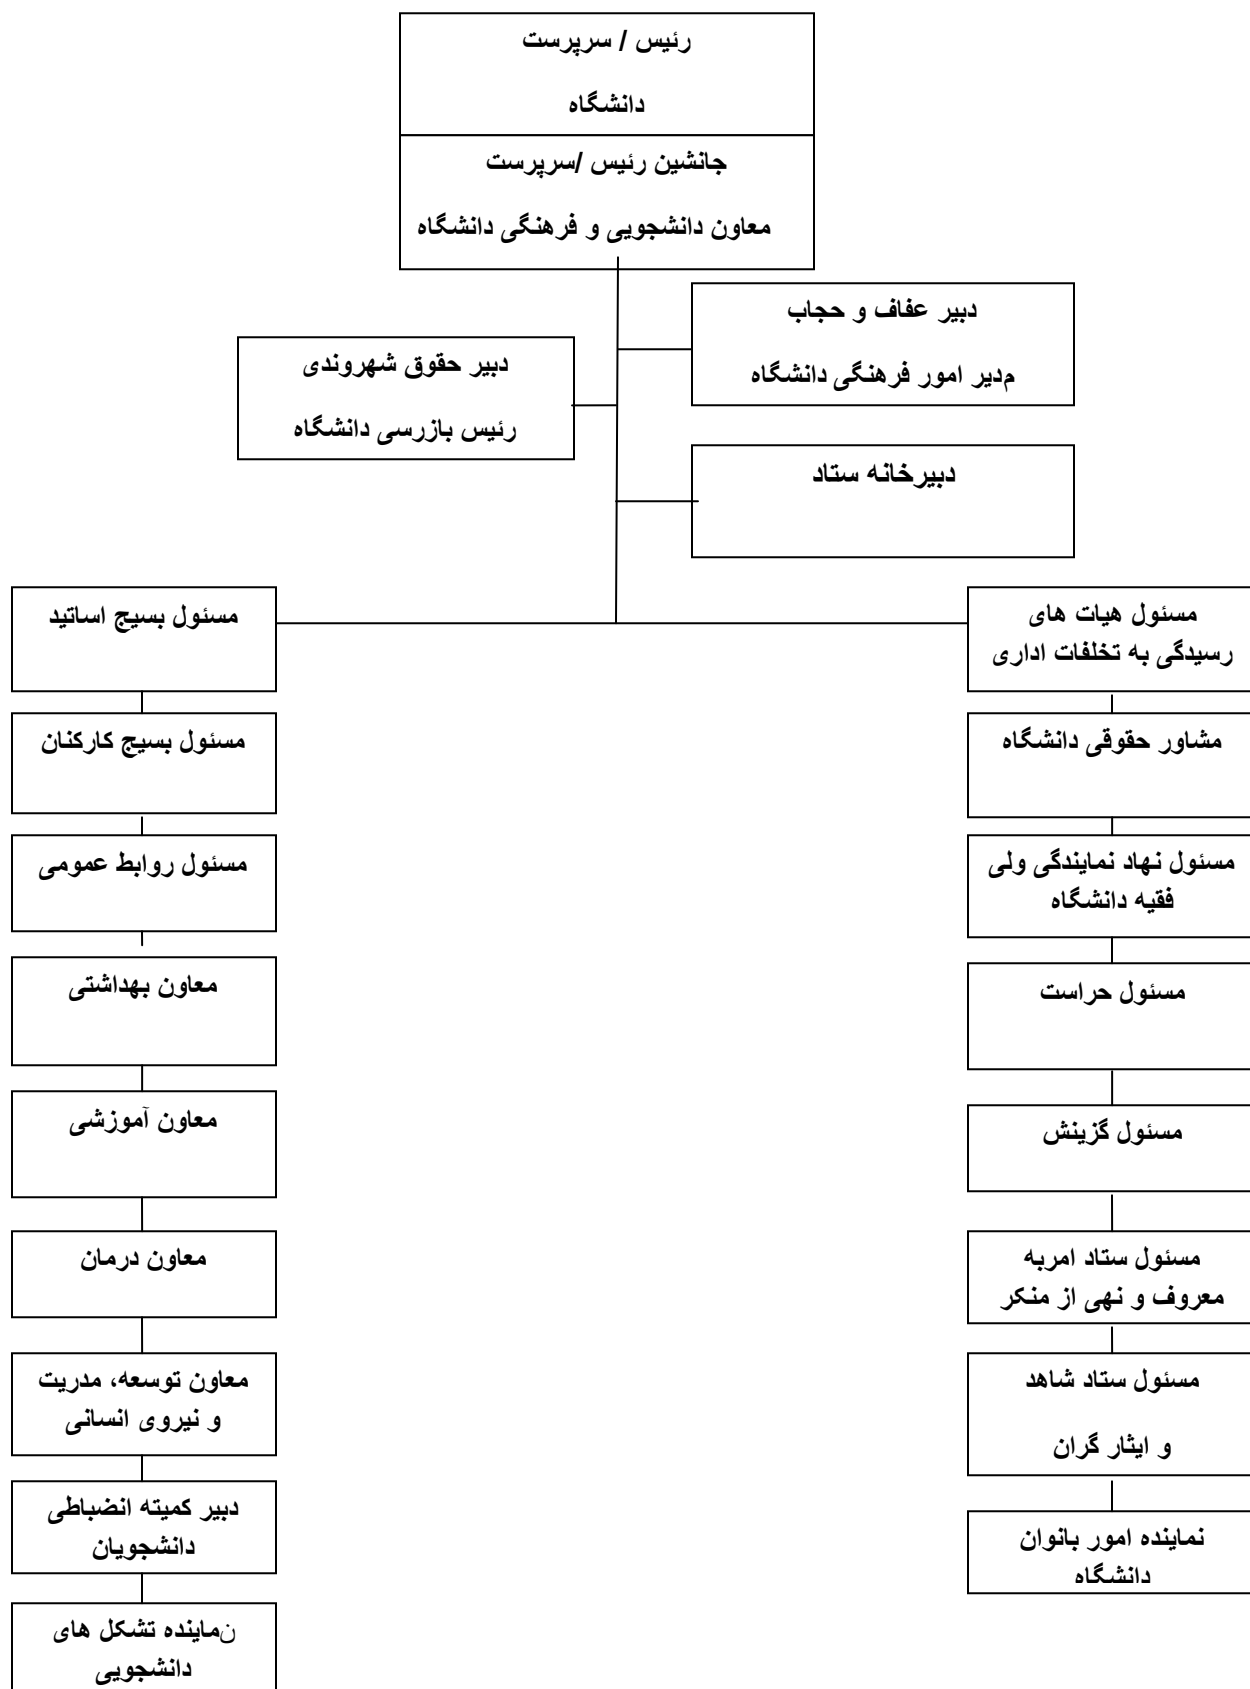 رئیس / سرپرست
دانشگاه
جانشین رئیس /سرپرست
معاون دانشجویی و فرهنگی دانشگاه
دبیر عفاف و حجاب
مدیر امور فرهنگی دانشگاه
دبیر حقوق شهروندی
رئیس بازرسی دانشگاه
دبیرخانه ستاد
مسئول هیات های
رسیدگی به تخلفات اداری
مشاور حقوقی دانشگاه
مسئول نهاد نمایندگی ولی
فقیه دانشگاه
مسئول حراست
مسئول گزینش
مسئول ستاد امربه
معروف و نهی از منکر
مسئول ستاد شاهد
و ایثار گران
نماینده امور بانوان
دانشگاه
مسئول بسیج اساتید
مسئول بسیج کارکنان
مسئول روابط عمومی
معاون بهداشتی
معاون آموزشی
معاون درمان
معاون توسعه، مدریت
و نیروی انسانی
دبیر کمیته انضباطی
دانشجویان
نماینده تشکل های
دانشجویی